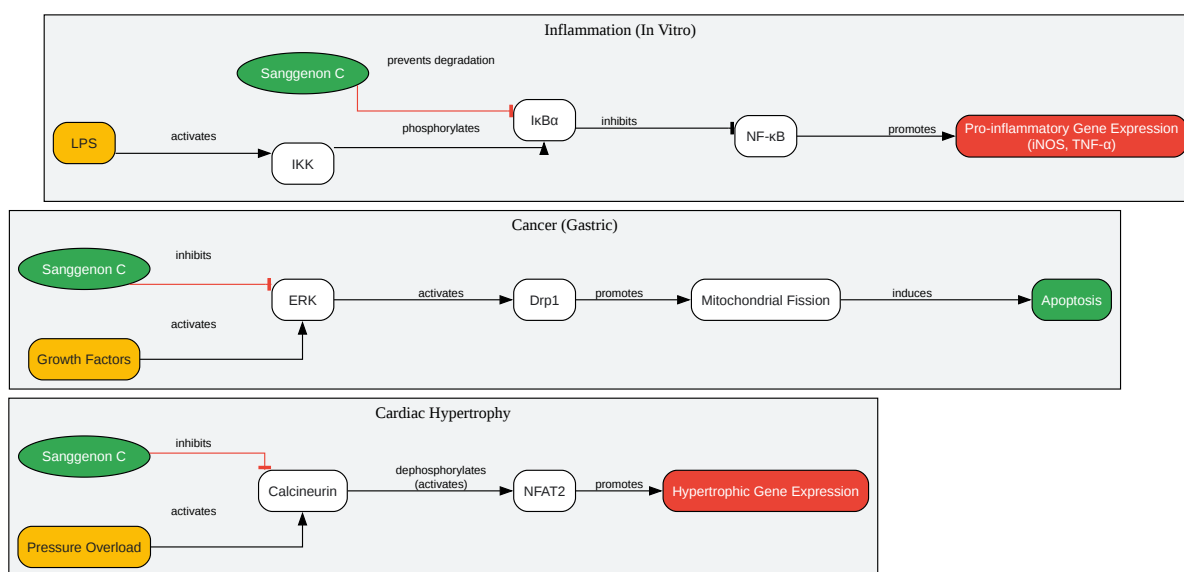 Inflammation (In Vitro)
Sanggenon C
prevents degradation
LPS
activates
IKK
phosphorylates
IκBα
inhibits
NF-κB
promotes
Pro-inflammatory Gene Expression
(iNOS, TNF-α)
Cancer (Gastric)
Sanggenon C
inhibits
Growth Factors
activates
ERK
activates
Drp1
promotes
Mitochondrial Fission
induces
Apoptosis
Cardiac Hypertrophy
Sanggenon C
inhibits
Pressure Overload
activates
Calcineurin
dephosphorylates
(activates)
NFAT2
promotes
Hypertrophic Gene Expression